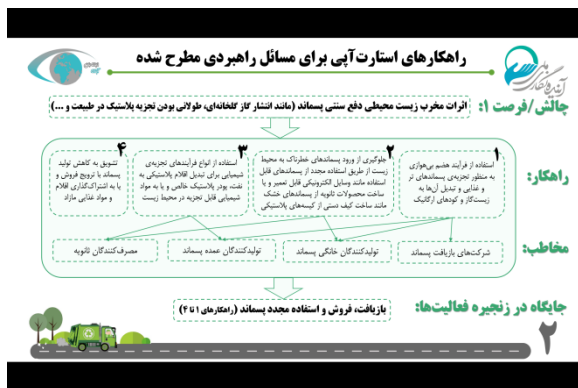 راهکارهای استارت‌آپی برای مسائل راهبردی مطرح شده
چالش/فرصت ۱: اثرات مخرب زیست محیطی دفع سنتی پسماند (مانند انتشار گاز گلخانه‌ای، طولانی بودن تجزیه پلاستیک در طبیعت و ...)
راهکار:
۱
استفاده از فرآیند هضم بی‌هوازی
به منظور تجزیه‌ی پسماندهای تر
و غذایی و تبدیل آن‌ها به
زیست‌گاز و کودهای ارگانیک
۲
جلوگیری از ورود پسماندهای خطرناک به محیط
زیست از طریق استفاده مجدد از پسماندهای قابل
استفاده مانند وسایل الکترونیکی قابل تعمیر و یا
ساخت محصولات ثانویه از پسماندهای خشک
مانند ساخت کیف دستی از کیسه‌های پلاستیکی
۳
استفاده از انواع فرآیندهای تجزیه‌ی
شیمیایی برای تبدیل اقلام پلاستیکی به
نفت، پودر پلاستیک خالص و یا به مواد
شیمیایی قابل تجزیه در محیط زیست
۴
تشویق به کاهش تولید
پسماند با ترویج فروش و
یا به اشتراک‌گذاری اقلام
و مواد غذایی مازاد
مخاطب:
شرکت‌های بازیافت پسماند
تولیدکنندگان خانگی پسماند
تولیدکنندگان عمده پسماند
مصرف‌کنندگان ثانویه
جایگاه در زنجیره فعالیت‌ها:
بازیافت، فروش و استفاده مجدد پسماند (راهکارهای ۱ تا ۴)
۲